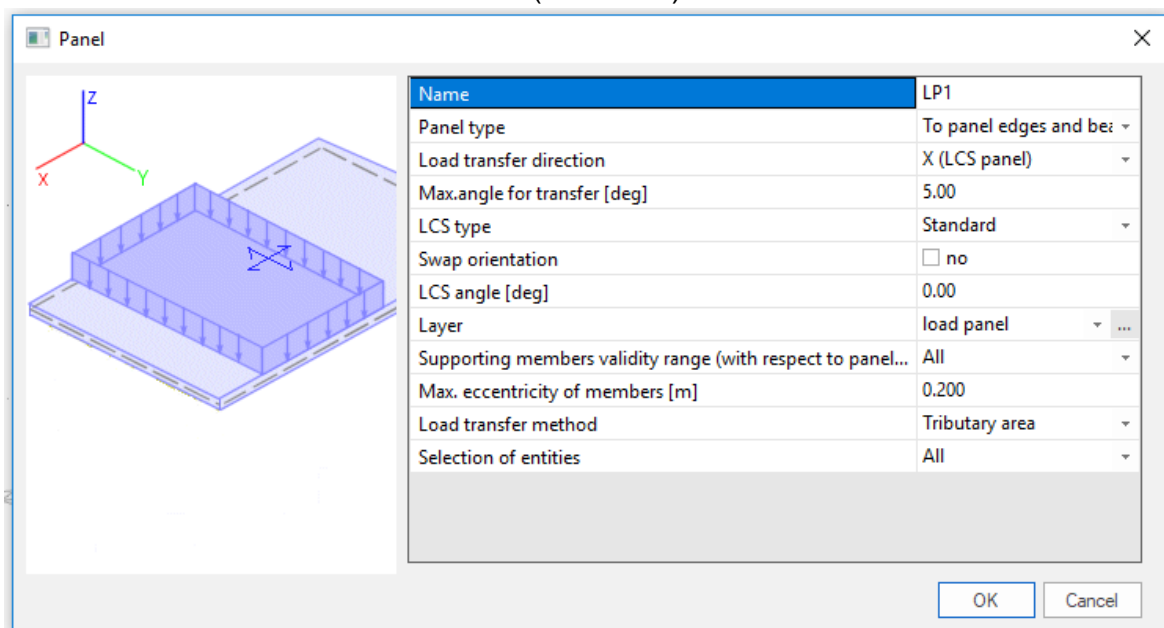 Panel
Z
X
Y
Name LP1
Panel type To panel edges and bea
Load transfer direction X (LCS panel)
Max.angle for transfer [deg] 5.00
LCS type Standard
Swap orientation no
LCS angle [deg] 0.00
Layer load panel ...
Supporting members validity range (with respect to panel... All
Max. eccentricity of members [m] 0.200
Load transfer method Tributary area
Selection of entities All
OK Cancel